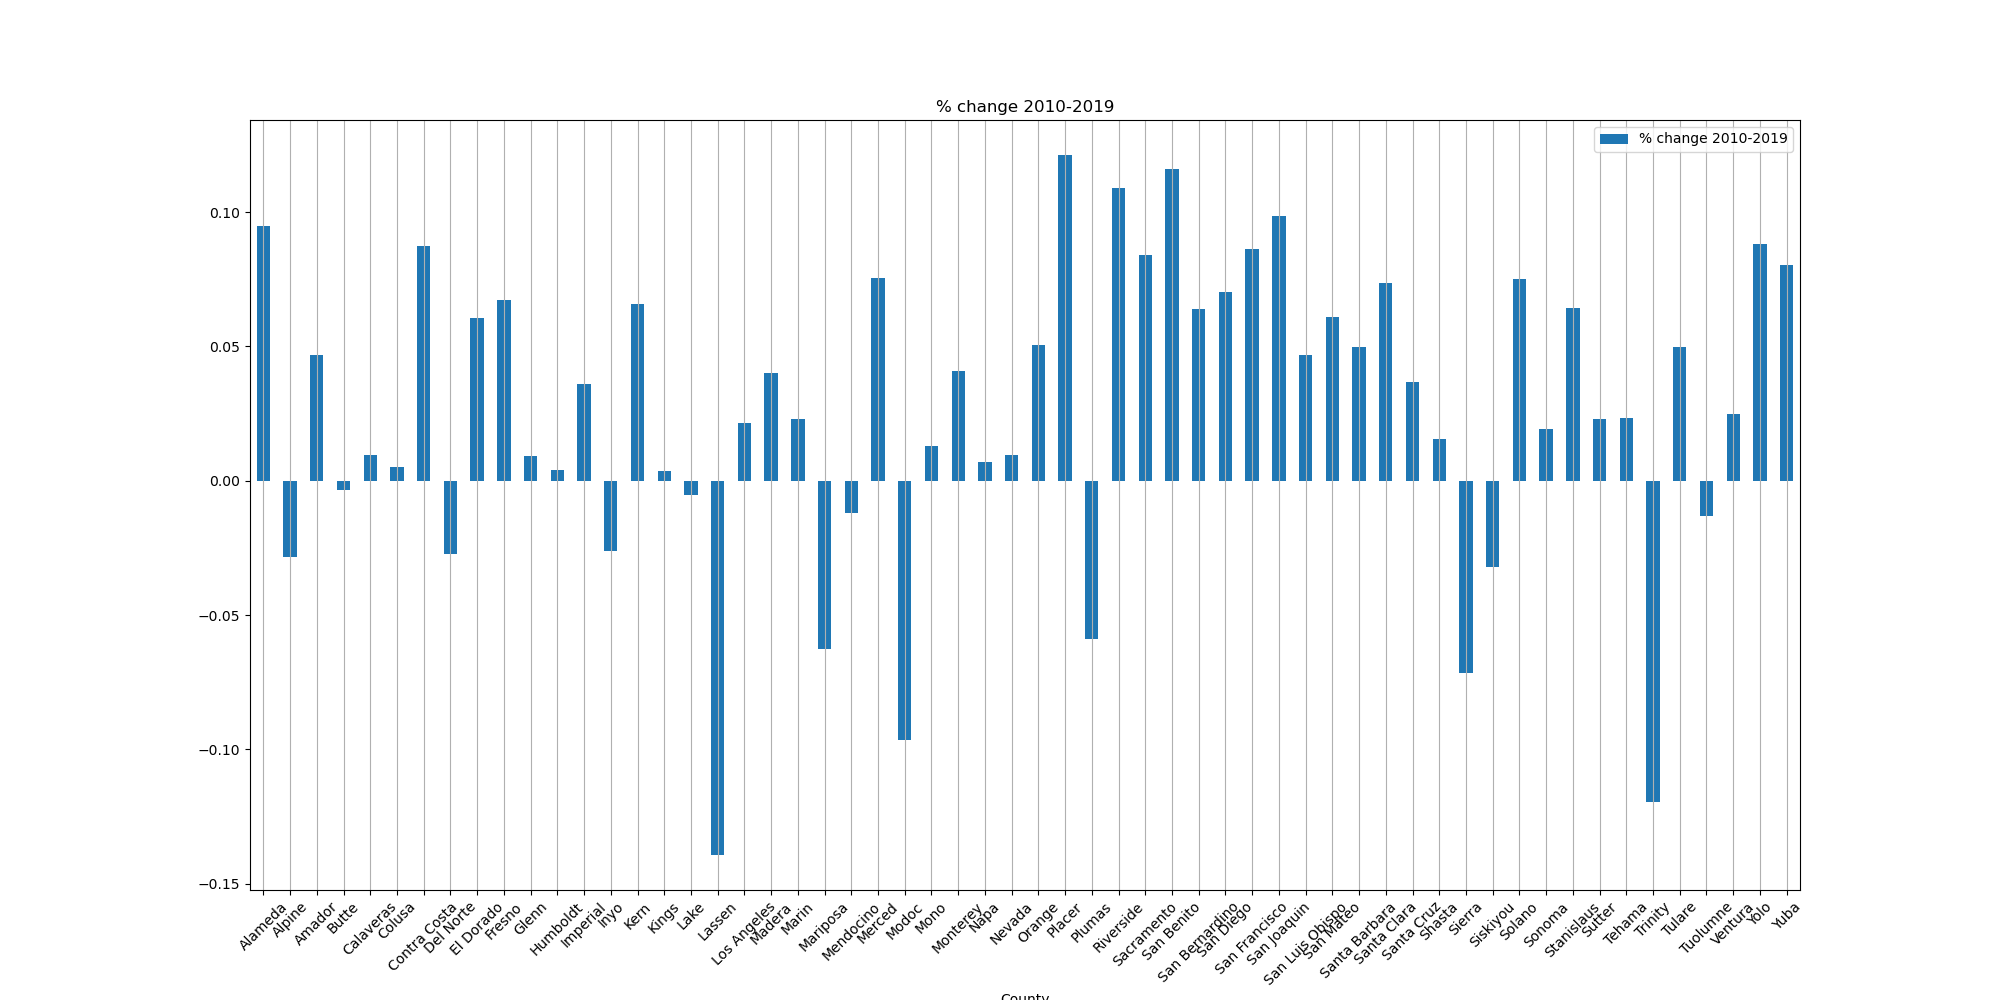 % change 2010-2019
% change 2010-2019
0.10
0.05
0.00
−0.05
−0.10
−0.15
Alameda
Alpine
Amador
Butte
Calaveras
Colusa
Contra Costa
Del Norte
El Dorado
Fresno
Glenn
Humboldt
Imperial
Inyo
Kern
Kings
Lake
Lassen
Los Angeles
Madera
Marin
Mariposa
Mendocino
Merced
Modoc
Mono
Monterey
Napa
Nevada
Orange
Placer
Plumas
Riverside
Sacramento
San Benito
San Bernardino
San Diego
San Francisco
San Joaquin
San Luis Obispo
San Mateo
Santa Barbara
Santa Clara
Santa Cruz
Shasta
Sierra
Siskiyou
Solano
Sonoma
Stanislaus
Sutter
Tehama
Trinity
Tulare
Tuolumne
Ventura
Yolo
Yuba
County